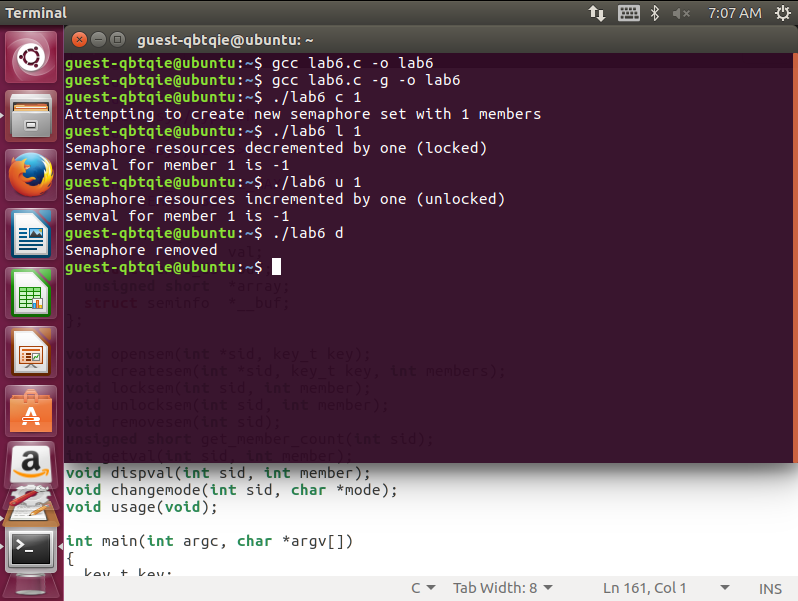 Terminal
7:07 AM
guest-qbtqie@ubuntu: ~
guest-qbtqie@ubuntu:~$ gcc lab6.c -o lab6
guest-qbtqie@ubuntu:~$ gcc lab6.c -g -o lab6
guest-qbtqie@ubuntu:~$ ./lab6 c 1
Attempting to create new semaphore set with 1 members
guest-qbtqie@ubuntu:~$ ./lab6 l 1
Semaphore resources decremented by one (locked)
semval for member 1 is -1
guest-qbtqie@ubuntu:~$ ./lab6 u 1
Semaphore resources incremented by one (unlocked)
semval for member 1 is -1
guest-qbtqie@ubuntu:~$ ./lab6 d
Semaphore removed
val;
guest-qbtqie@ubuntu:~$
unsigned short *array;
struct seminfo *__buf;
};
void opensem(int *sid, key_t key);
void createsem(int *sid, key_t key, int members);
void locksem(int sid, int member);
void unlocksem(int sid, int member);
void removesem(int sid);
unsigned short get_member_count(int sid);
int getval(int sid, int member);
void dispval(int sid, int member);
void changemode(int sid, char *mode);
void usage(void);
int main(int argc, char *argv[])
{
key_t key;
C
Tab Width: 8
Ln 161, Col 1
INS